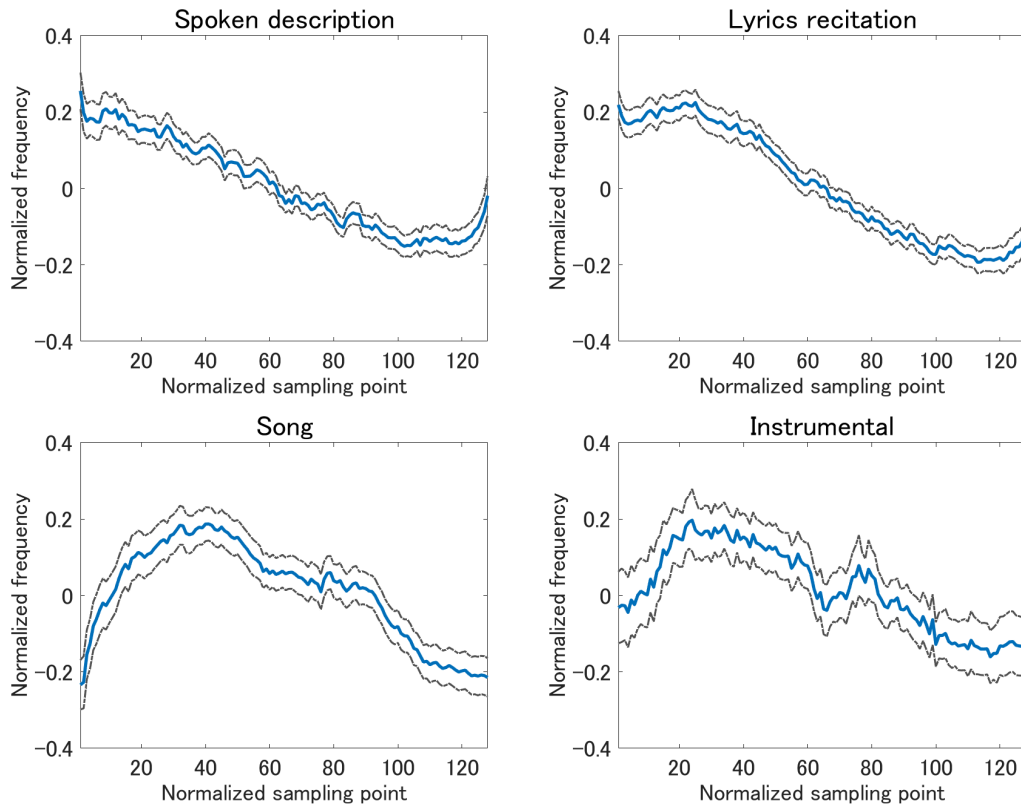 Spoken description
0.4
0.2
0
−0.2
−0.4
Normalized frequency
20 40 60 80 100 120
Normalized sampling point
Lyrics recitation
0.4
0.2
0
−0.2
−0.4
Normalized frequency
20 40 60 80 100 120
Normalized sampling point
Song
0.4
0.2
0
−0.2
−0.4
Normalized frequency
20 40 60 80 100 120
Normalized sampling point
Instrumental
0.4
0.2
0
−0.2
−0.4
Normalized frequency
20 40 60 80 100 120
Normalized sampling point